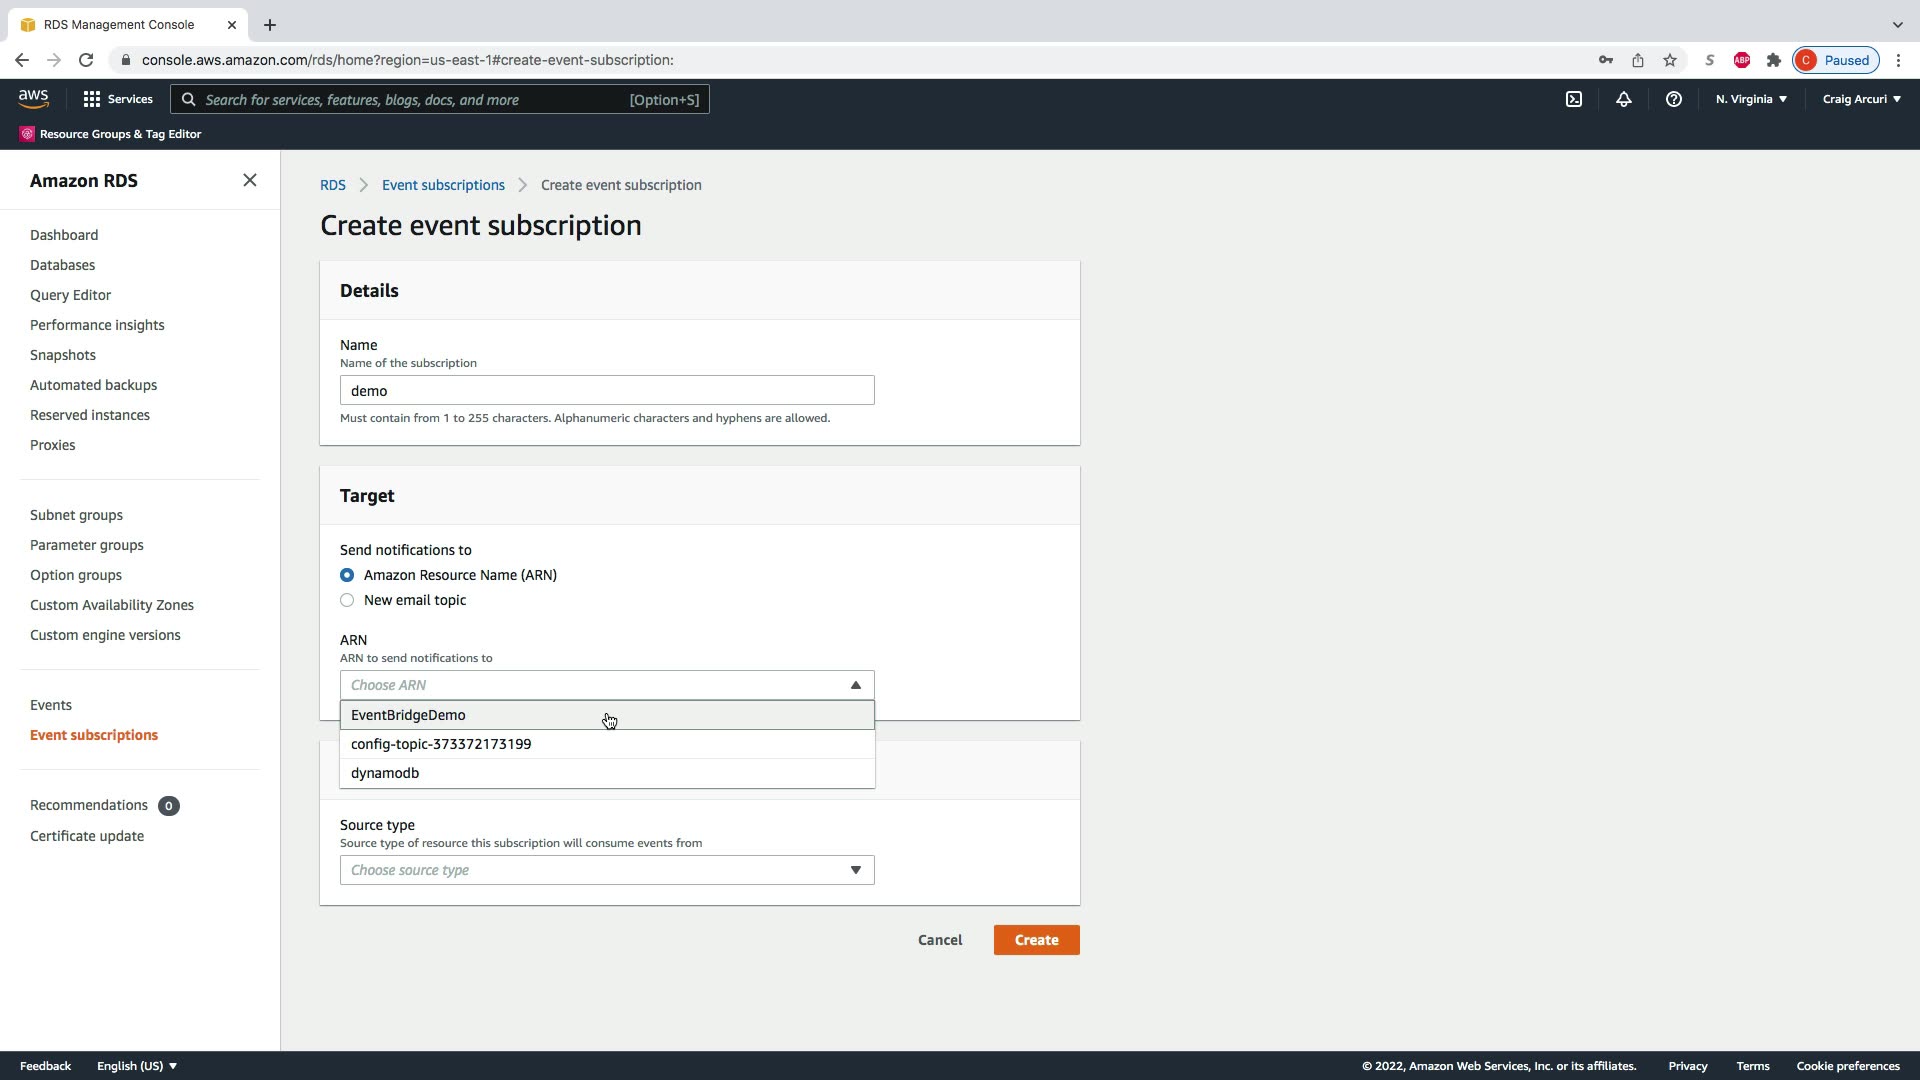 RDS Management Console
console.aws.amazon.com/rds/home?region=us-east-1#create-event-subscription:
S
ABP
C Paused
aws
Services
Search for services, features, blogs, docs, and more [Option+S]
N. Virginia
Craig Arcuri
Resource Groups & Tag Editor
Amazon RDS
Dashboard
Databases
Query Editor
Performance insights
Snapshots
Automated backups
Reserved instances
Proxies
Subnet groups
Parameter groups
Option groups
Custom Availability Zones
Custom engine versions
Events
Event subscriptions
Recommendations 0
Certificate update
RDS > Event subscriptions > Create event subscription
Create event subscription
Details
Name
Name of the subscription
demo
Must contain from 1 to 255 characters. Alphanumeric characters and hyphens are allowed.
Target
Send notifications to
Amazon Resource Name (ARN)
New email topic
ARN
ARN to send notifications to
Choose ARN
EventBridgeDemo
config-topic-373372173199
dynamodb
Source type
Source type of resource this subscription will consume events from
Choose source type
Cancel
Create
Feedback
English (US)
© 2022, Amazon Web Services, Inc. or its affiliates.
Privacy
Terms
Cookie preferences